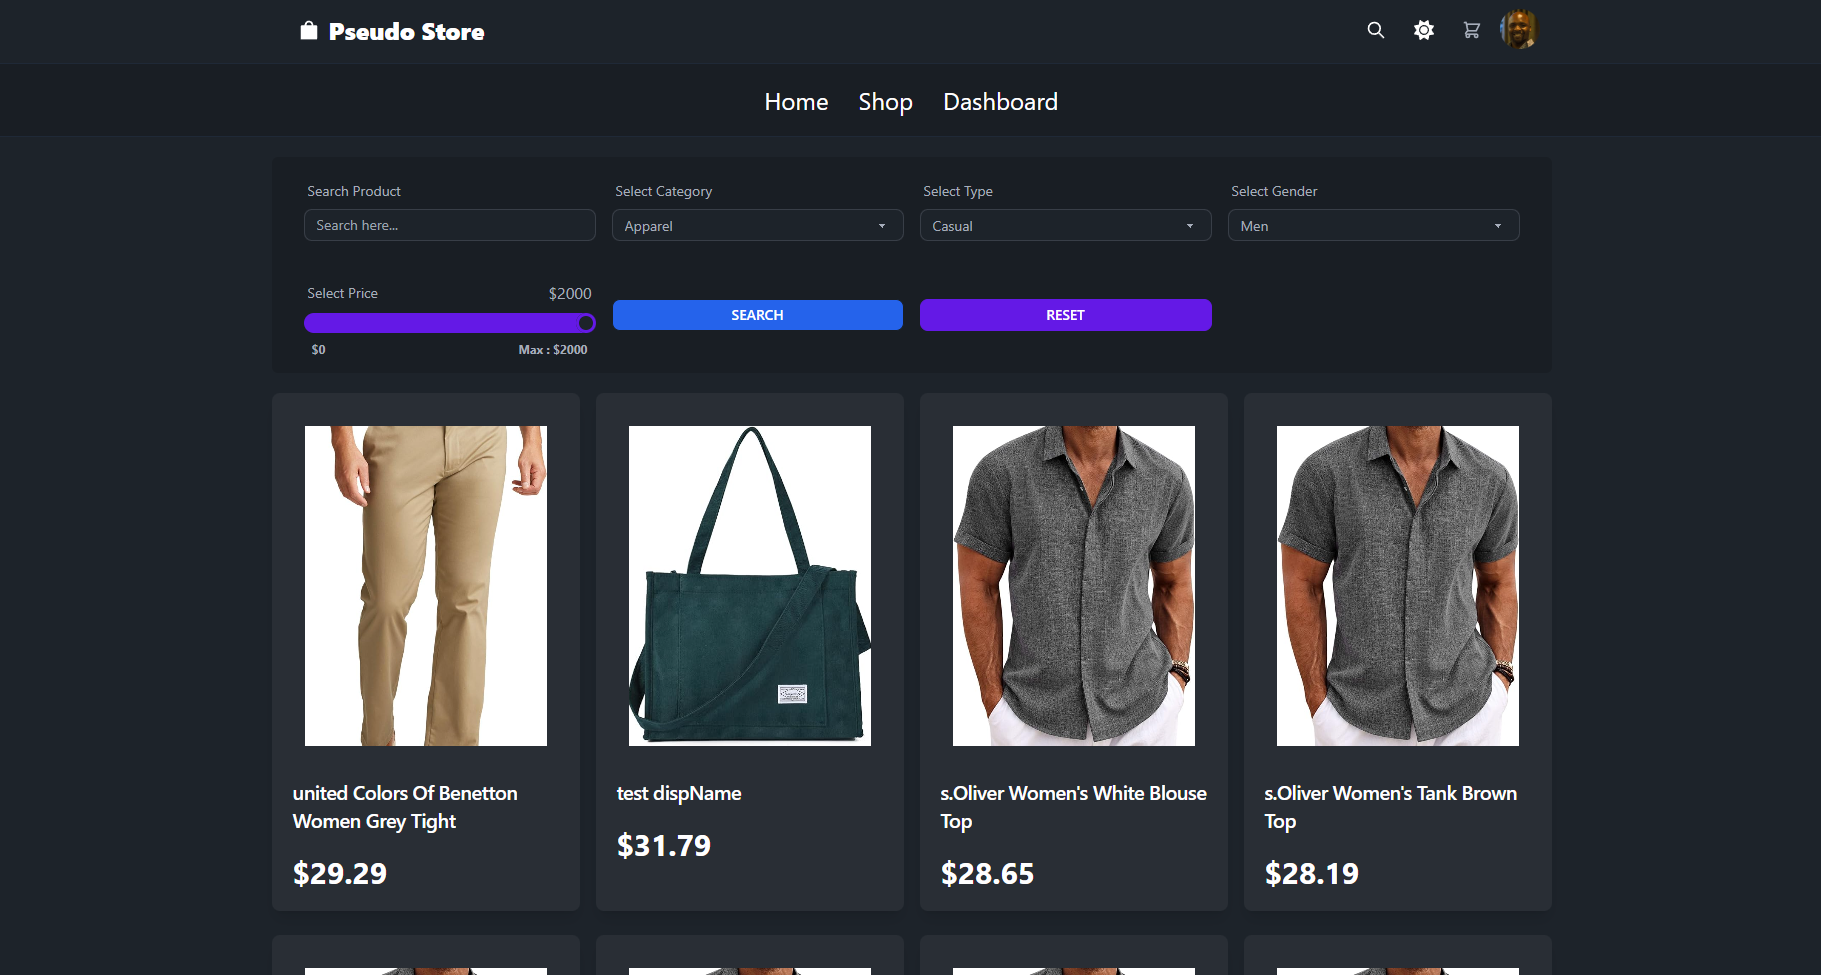 Pseudo Store
Home Shop Dashboard
Search Product Select Category Select Type Select Gender
Search here... Apparel Casual Men
Select Price $2000
SEARCH RESET
$0 Max : $2000
united Colors Of Benetton
Women Grey Tight
$29.29
test dispName
$31.79
s.Oliver Women's White Blouse
Top
$28.65
s.Oliver Women's Tank Brown
Top
$28.19